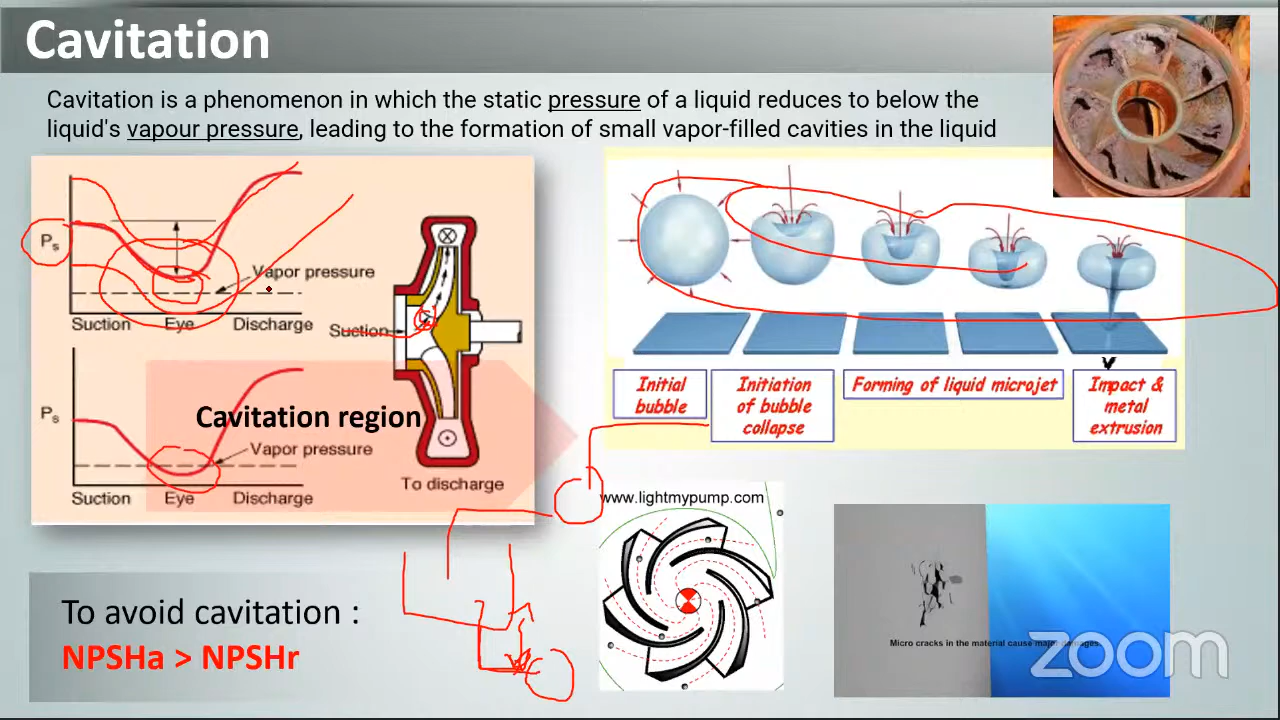 Cavitation
Cavitation is a phenomenon in which the static pressure of a liquid reduces to below the
liquid's vapour pressure, leading to the formation of small vapor-filled cavities in the liquid
Ps
Vapor pressure
Suction Eye Discharge
Suction
Ps
Cavitation region
Vapor pressure
Suction Eye Discharge
To discharge
Initial
bubble
Initiation
of bubble
collapse
Forming of liquid microjet
Impact &
metal
extrusion
www.lightmypump.com
To avoid cavitation :
NPSHa > NPSHr
Micro cracks in the material cause major damages
zoom